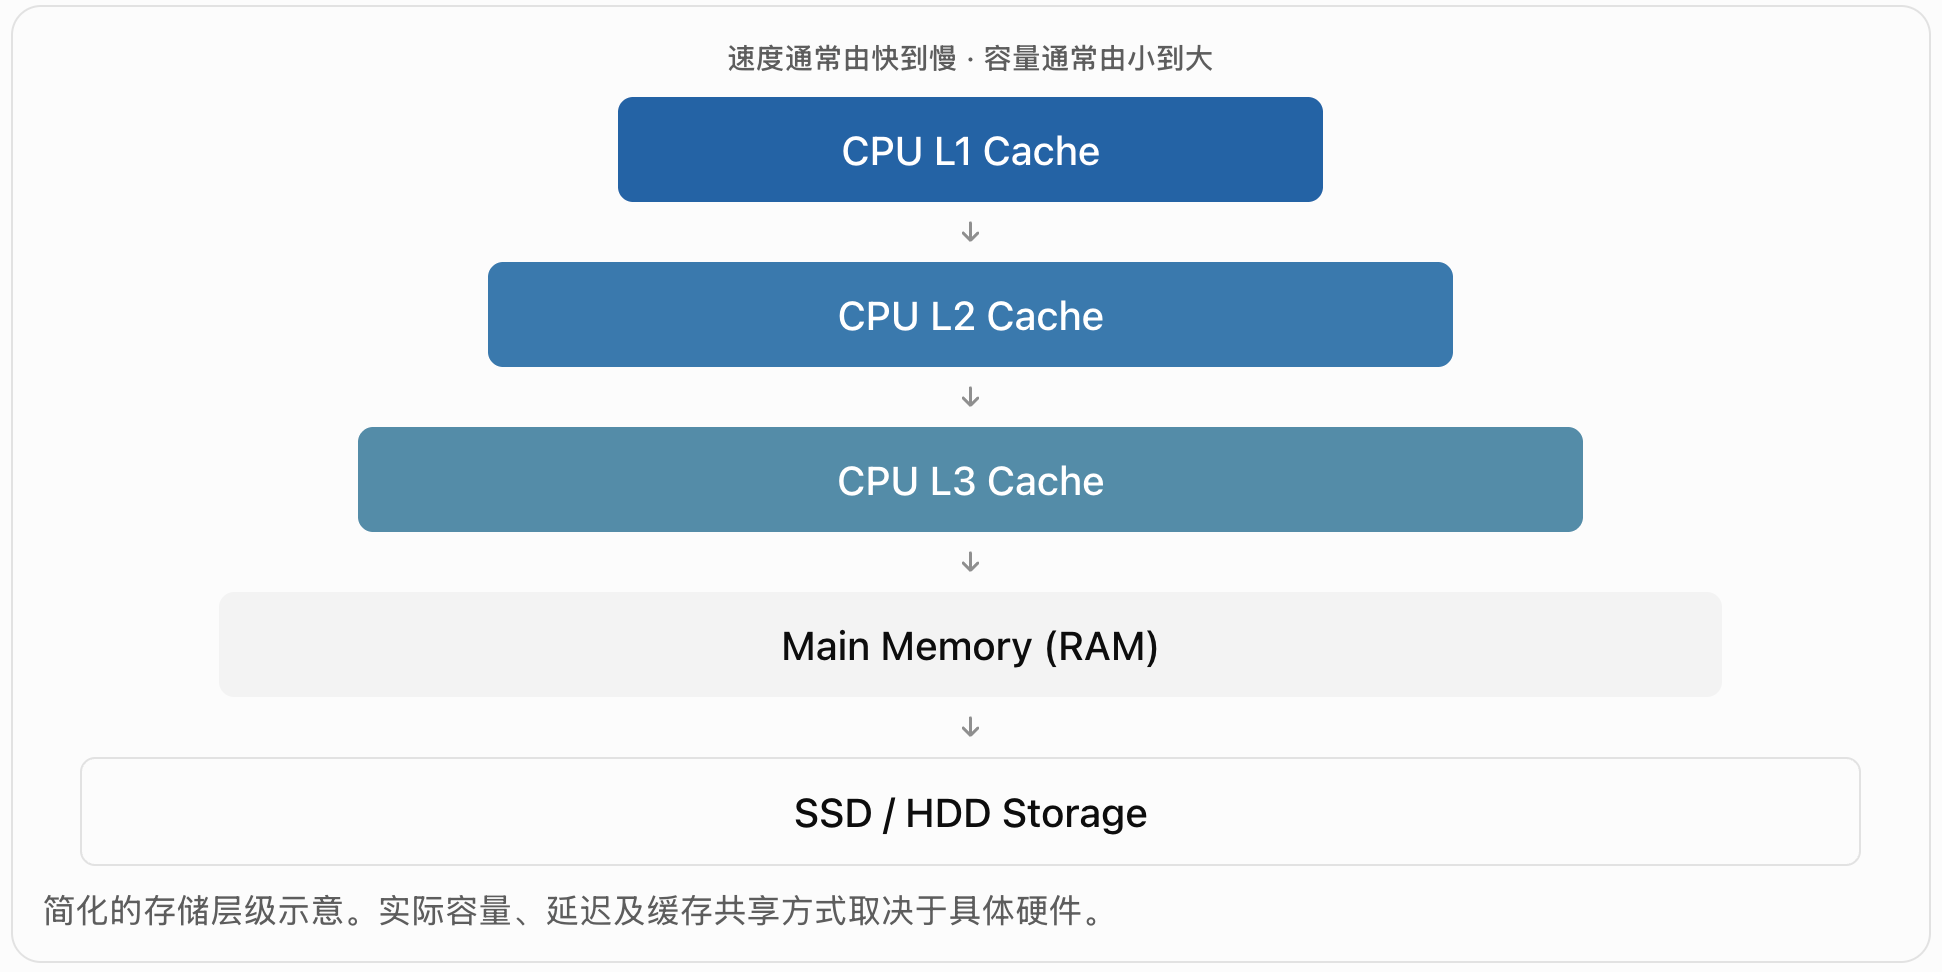 速度通常由快到慢 · 容量通常由小到大
CPU L1 Cache
CPU L2 Cache
CPU L3 Cache
Main Memory (RAM)
SSD / HDD Storage
简化的存储层级示意。实际容量、延迟及缓存共享方式取决于具体硬件。